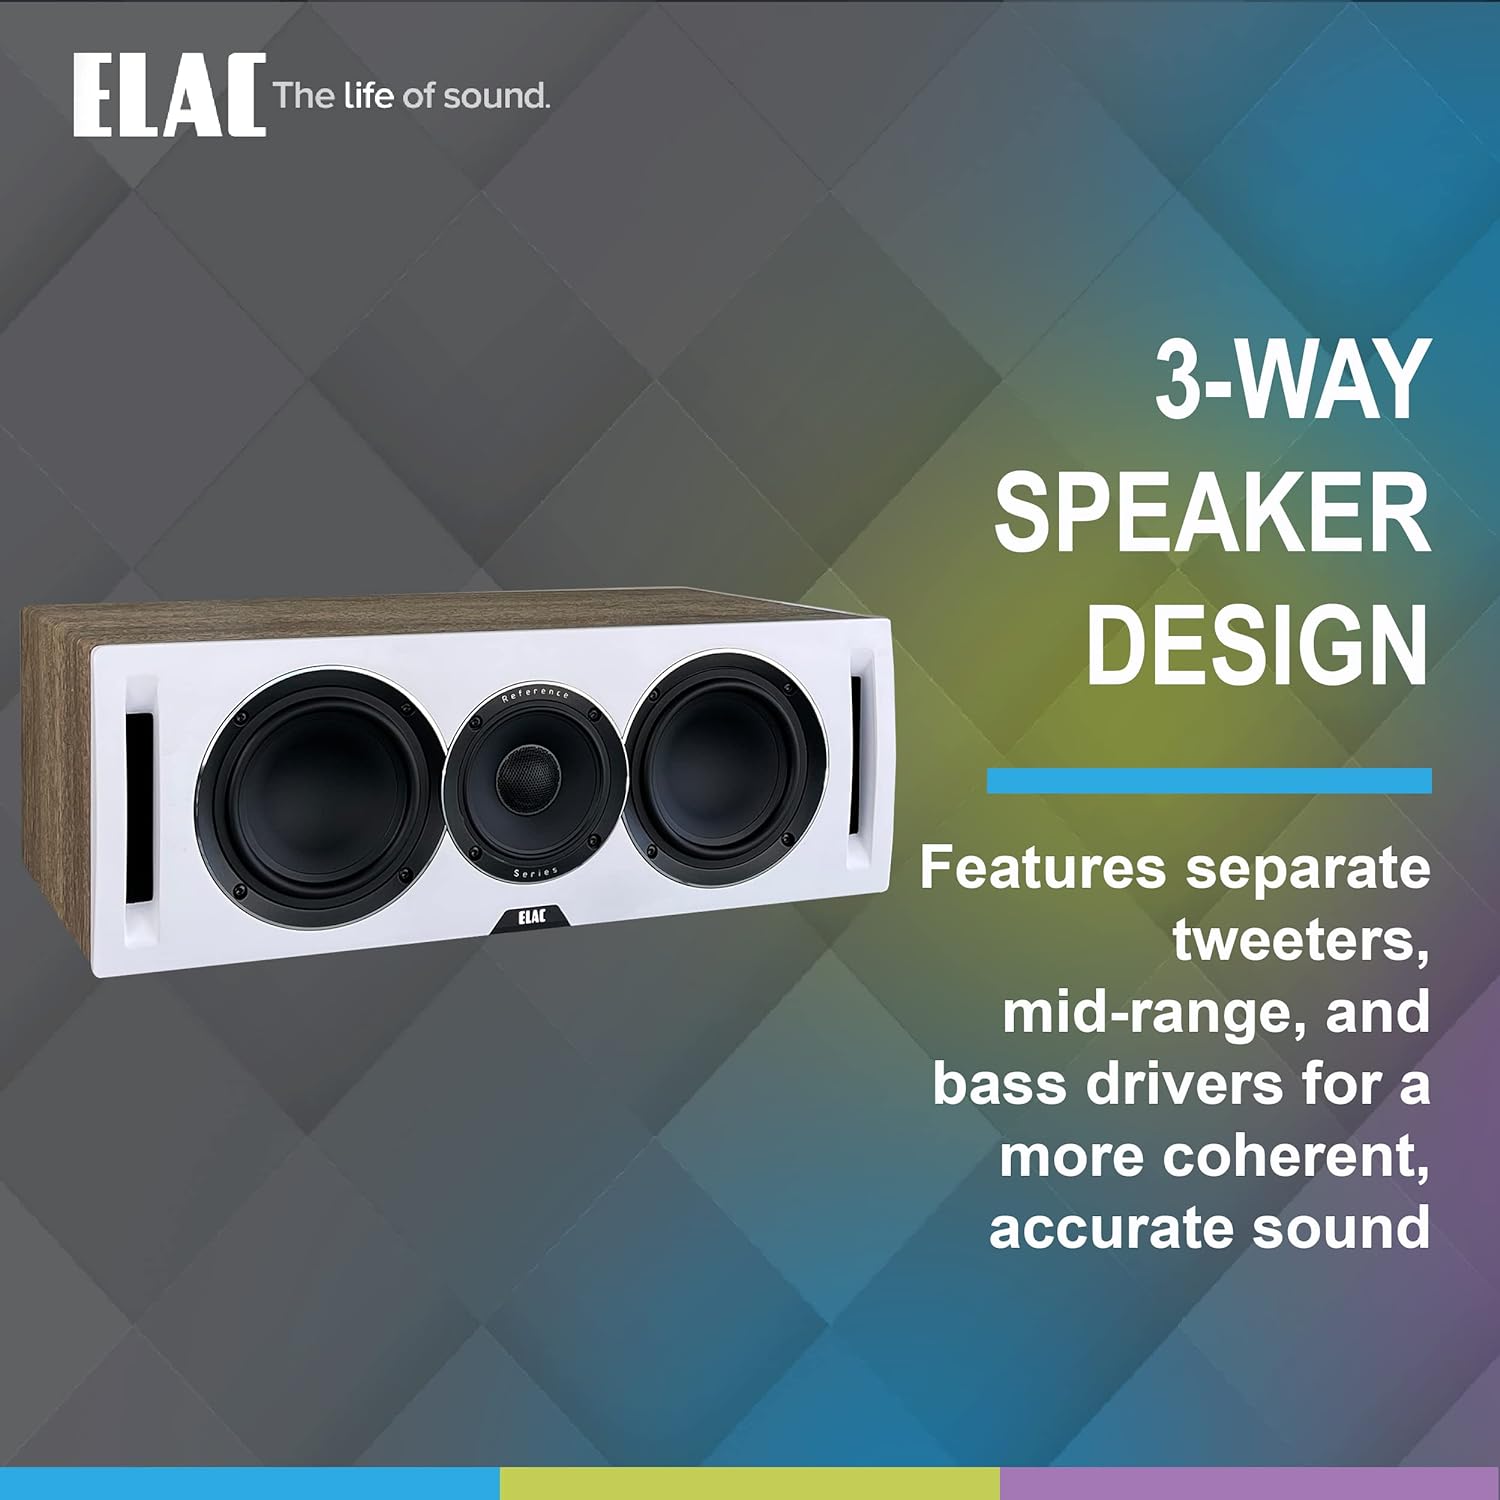 ELAC The life of sound.
3-WAY
SPEAKER
DESIGN
Features separate
tweeters,
mid-range, and
bass drivers for a
more coherent,
accurate sound
Reference
Series
ELAC